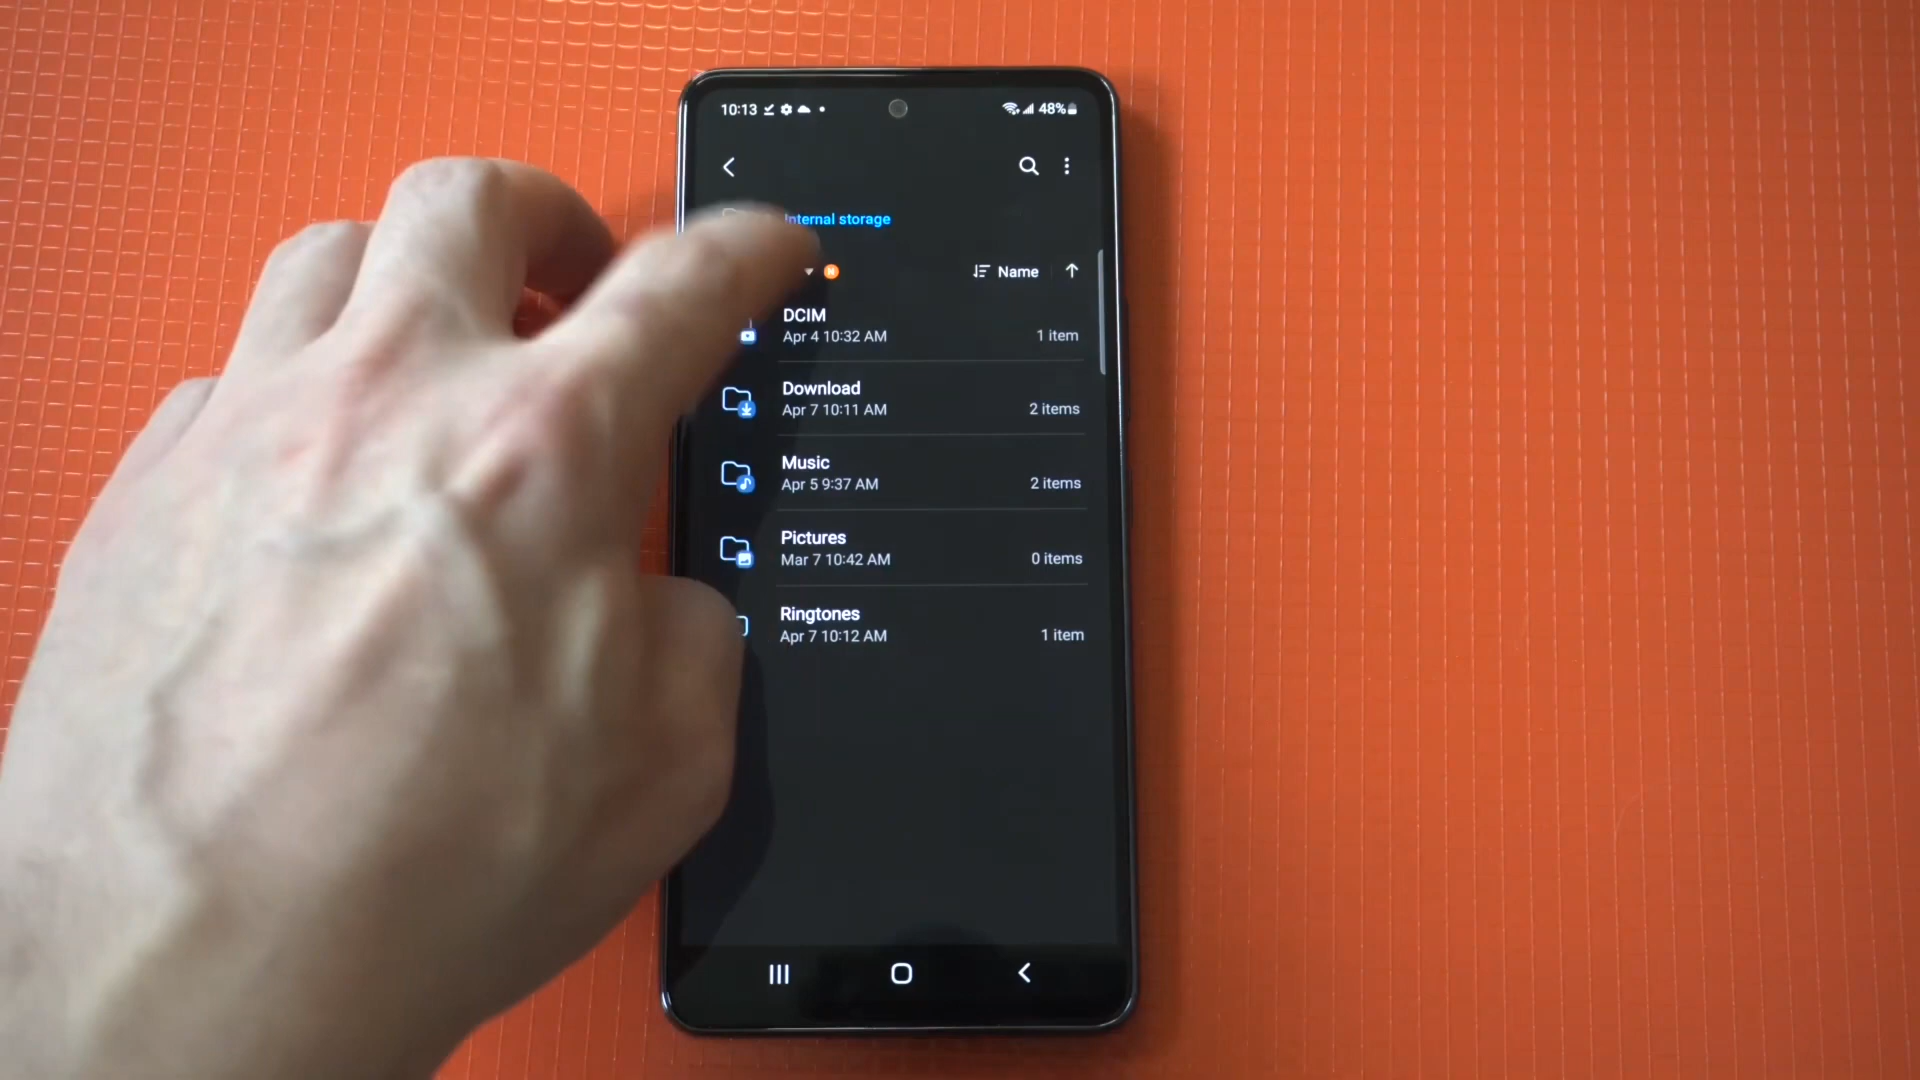 10:13
48%
Internal storage
N
Name
DCIM
Apr 4 10:32 AM
1 item
Download
Apr 7 10:11 AM
2 items
Music
Apr 5 9:37 AM
2 items
Pictures
Mar 7 10:42 AM
0 items
Ringtones
Apr 7 10:12 AM
1 item